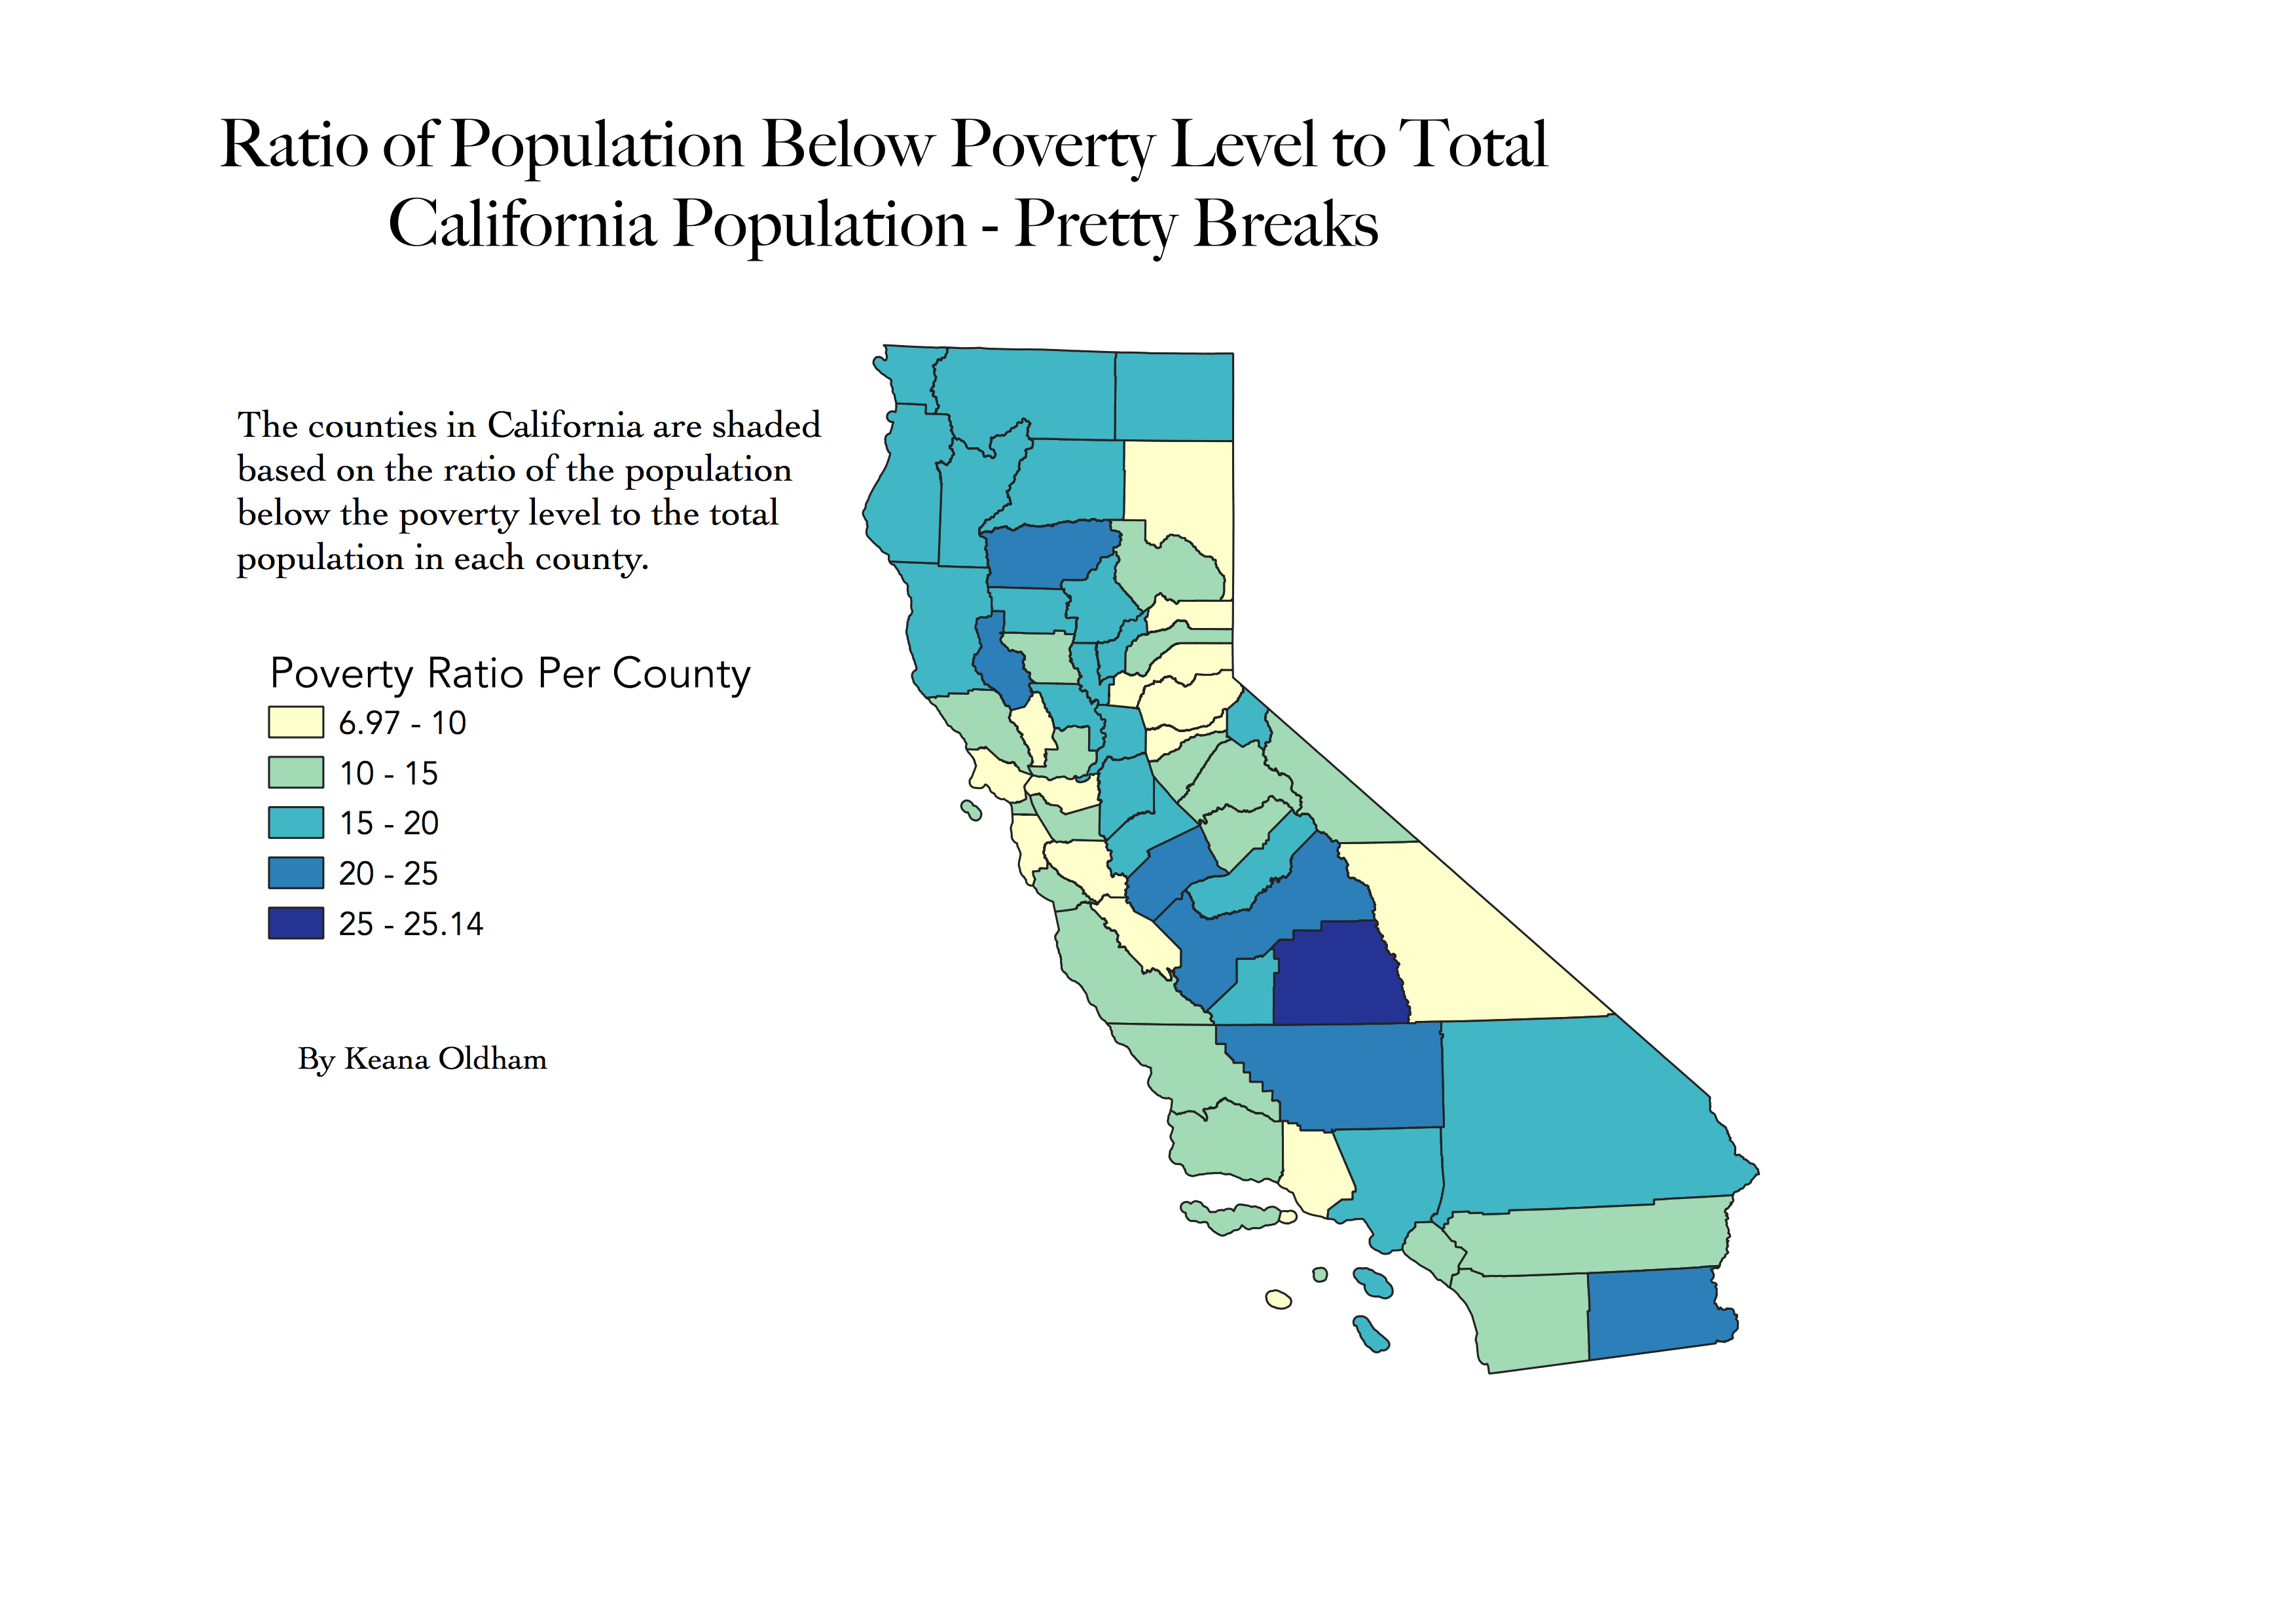 Ratio of Population Below Poverty Level to Total
California Population - Pretty Breaks
The counties in California are shaded
based on the ratio of the population
below the poverty level to the total
population in each county.
Poverty Ratio Per County
6.97 - 10
10 - 15
15 - 20
20 - 25
25 - 25.14
By Keana Oldham